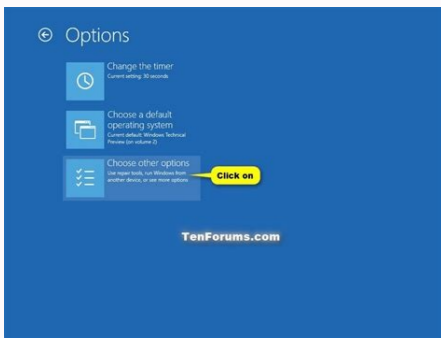 Options
Change the timer
Current setting: 30 seconds
Choose a default
operating system
Current default: Windows Technical
Preview (on volume 2)
Choose other options
Use repair tools, run Windows from
another device, or see more options
Click on
TenForums.com